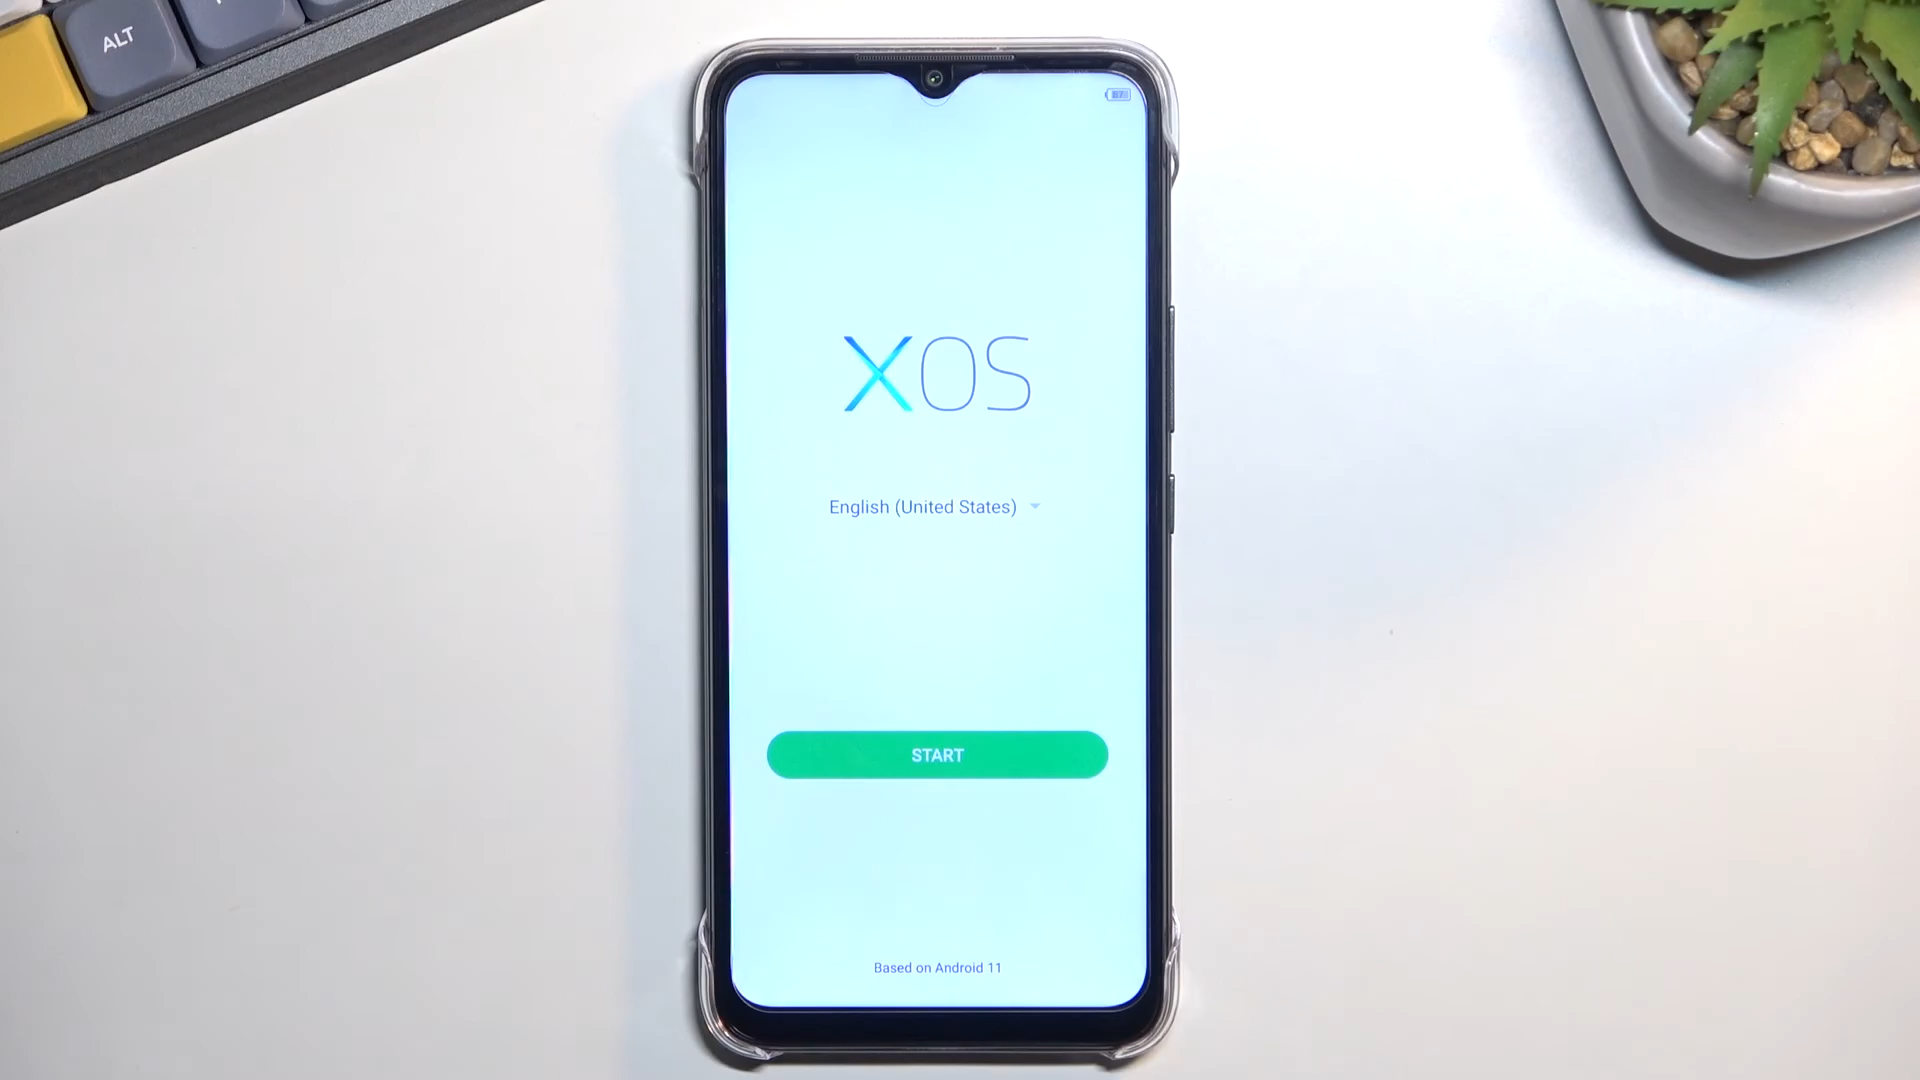 ALT
XOS
English (United States)
START
Based on Android 11